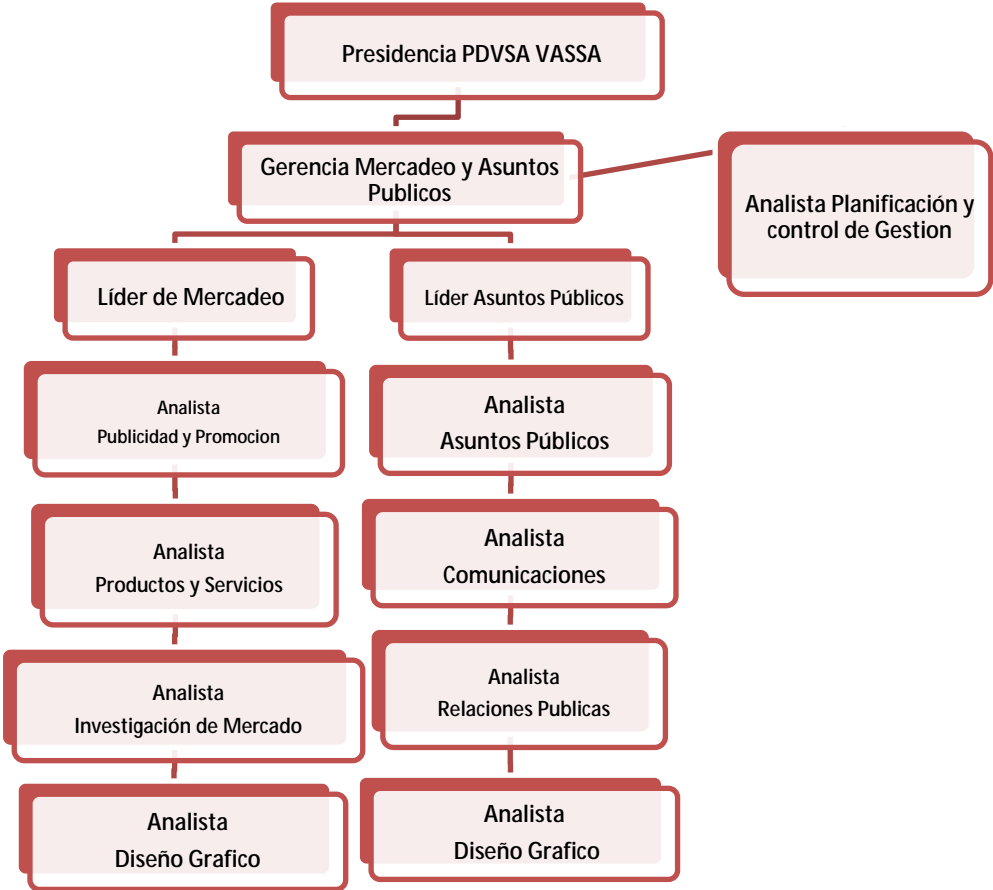 Presidencia PDVSA VASSA
Gerencia Mercadeo y Asuntos
Publicos
Analista Planificación y
control de Gestion
Líder de Mercadeo
Líder Asuntos Públicos
Analista
Publicidad y Promocion
Analista
Asuntos Públicos
Analista
Productos y Servicios
Analista
Comunicaciones
Analista
Investigación de Mercado
Analista
Relaciones Publicas
Analista
Diseño Grafico
Analista
Diseño Grafico